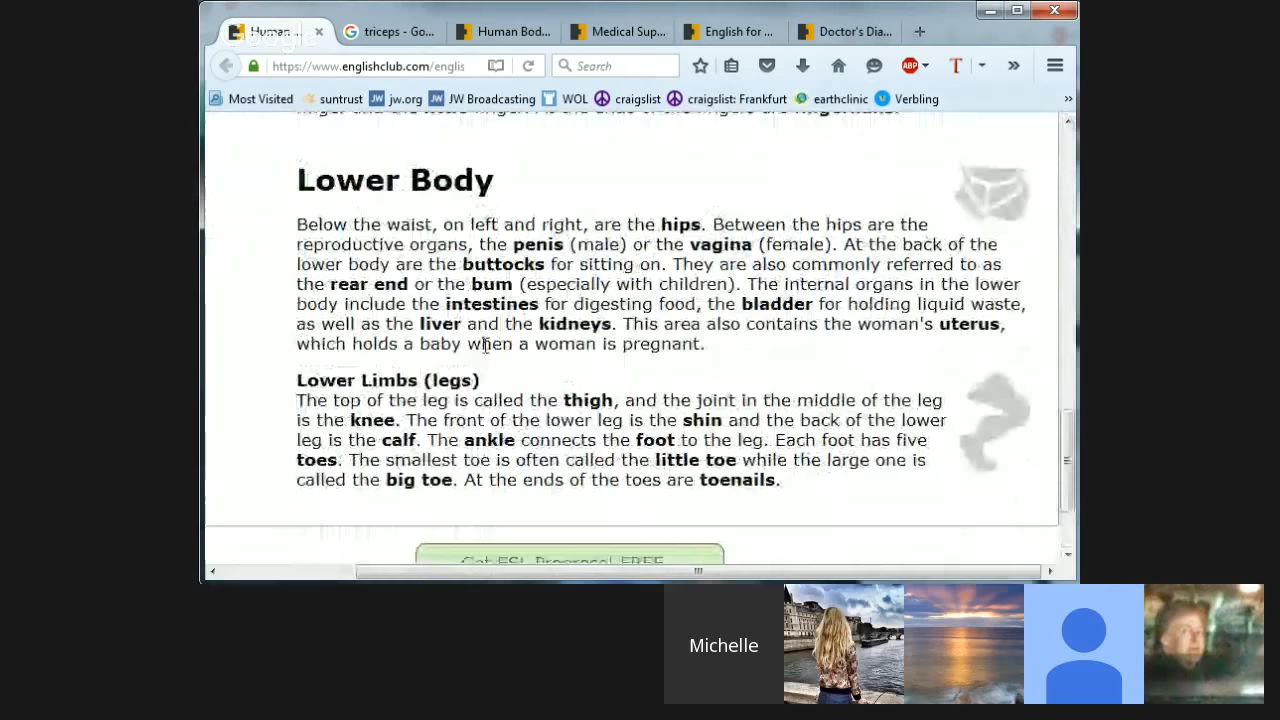 Human
triceps - Go...
Human Bod...
Medical Sup...
English for ...
Doctor's Dia...
Google
https://www.englishclub.com/englis
Search
ABP
T
Most Visited
suntrust
JW jw.org
JW JW Broadcasting
WOL
craigslist
craigslist: Frankfurt
earthclinic
Verbling
Lower Body
Below the waist, on left and right, are the hips. Between the hips are the
reproductive organs, the penis (male) or the vagina (female). At the back of the
lower body are the buttocks for sitting on. They are also commonly referred to as
the rear end or the bum (especially with children). The internal organs in the lower
body include the intestines for digesting food, the bladder for holding liquid waste,
as well as the liver and the kidneys. This area also contains the woman's uterus,
which holds a baby when a woman is pregnant.
Lower Limbs (legs)
The top of the leg is called the thigh, and the joint in the middle of the leg
is the knee. The front of the lower leg is the shin and the back of the lower
leg is the calf. The ankle connects the foot to the leg. Each foot has five
toes. The smallest toe is often called the little toe while the large one is
called the big toe. At the ends of the toes are toenails.
Michelle